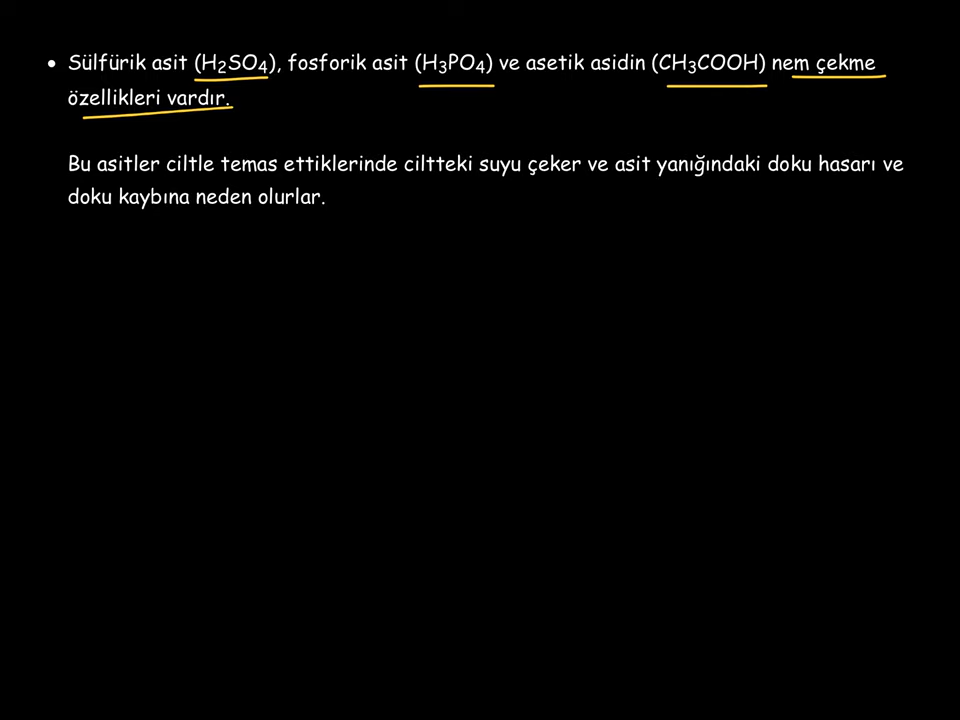 • Sülfürik asit (H₂SO₄), fosforik asit (H₃PO₄) ve asetik asidin (CH₃COOH) nem çekme
özellikleri vardır.
Bu asitler ciltle temas ettiklerinde ciltteki suyu çeker ve asit yanığındaki doku hasarı ve
doku kaybına neden olurlar.